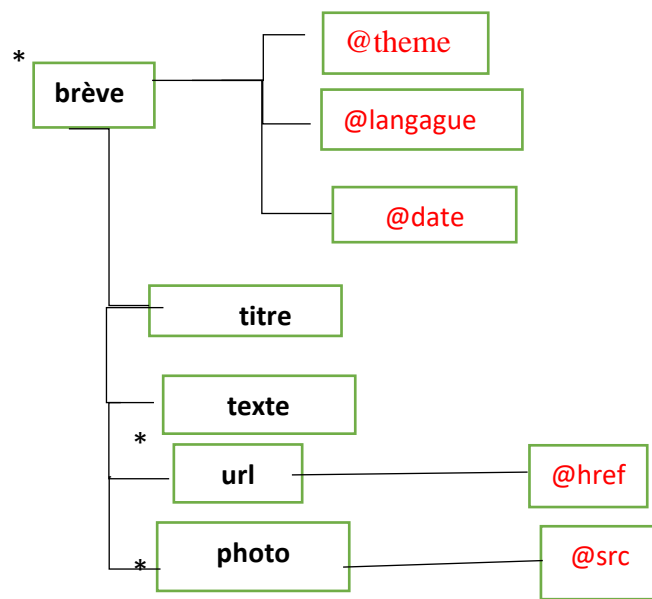 @theme
*
brève
@langague
@date
titre
texte
*
url
@href
photo
*
@src